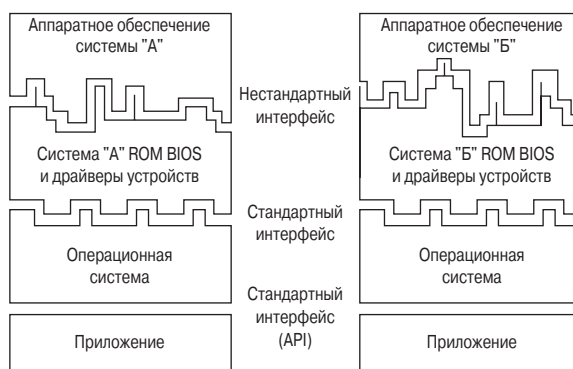 Аппаратное обеспечение
системы "А"
Нестандартный
интерфейс
Аппаратное обеспечение
системы "Б"
Система "А" ROM BIOS
и драйверы устройств
Система "Б" ROM BIOS
и драйверы устройств
Стандартный
интерфейс
Операционная
система
Операционная
система
Стандартный
интерфейс
(API)
Приложение
Приложение